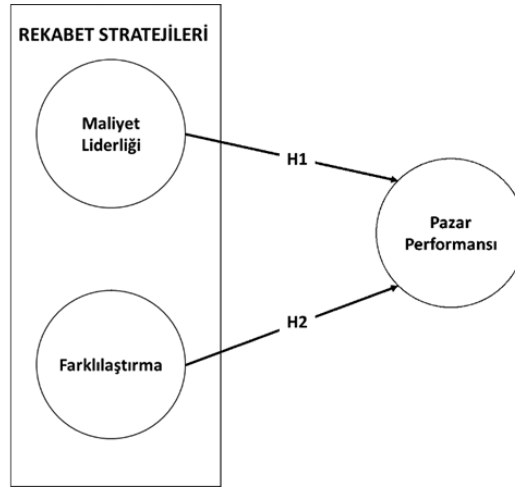 REKABET STRATEJİLERİ
Maliyet
Liderliği
H1
Pazar
Performansı
H2
Farklılaştırma